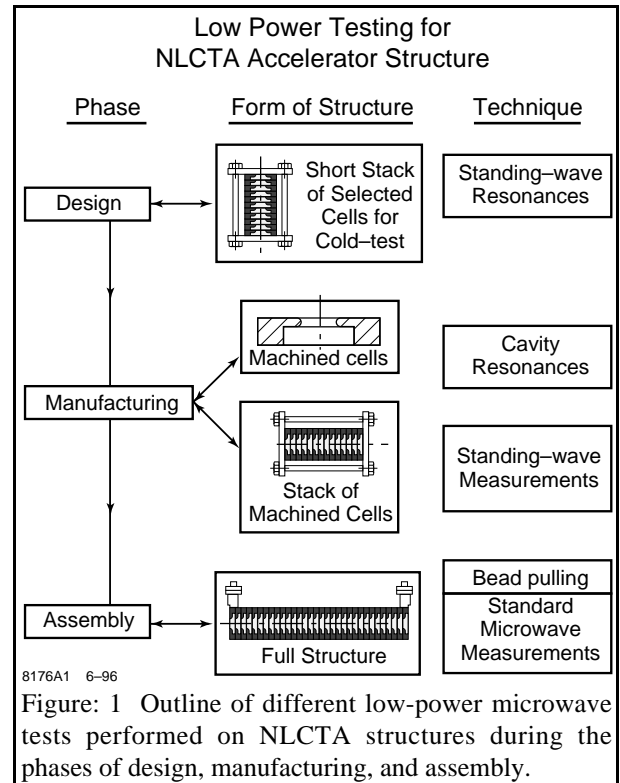 Low Power Testing for
NLCTA Accelerator Structure
Phase
Form of Structure
Technique
Design
Short Stack
of Selected
Cells for
Cold–test
Standing–wave
Resonances
Manufacturing
Machined cells
Cavity
Resonances
Stack of
Machined Cells
Standing–wave
Measurements
Assembly
Full Structure
Bead pulling
Standard
Microwave
Measurements
8176A1 6–96
Figure: 1 Outline of different low-power microwave
tests performed on NLCTA structures during the
phases of design, manufacturing, and assembly.